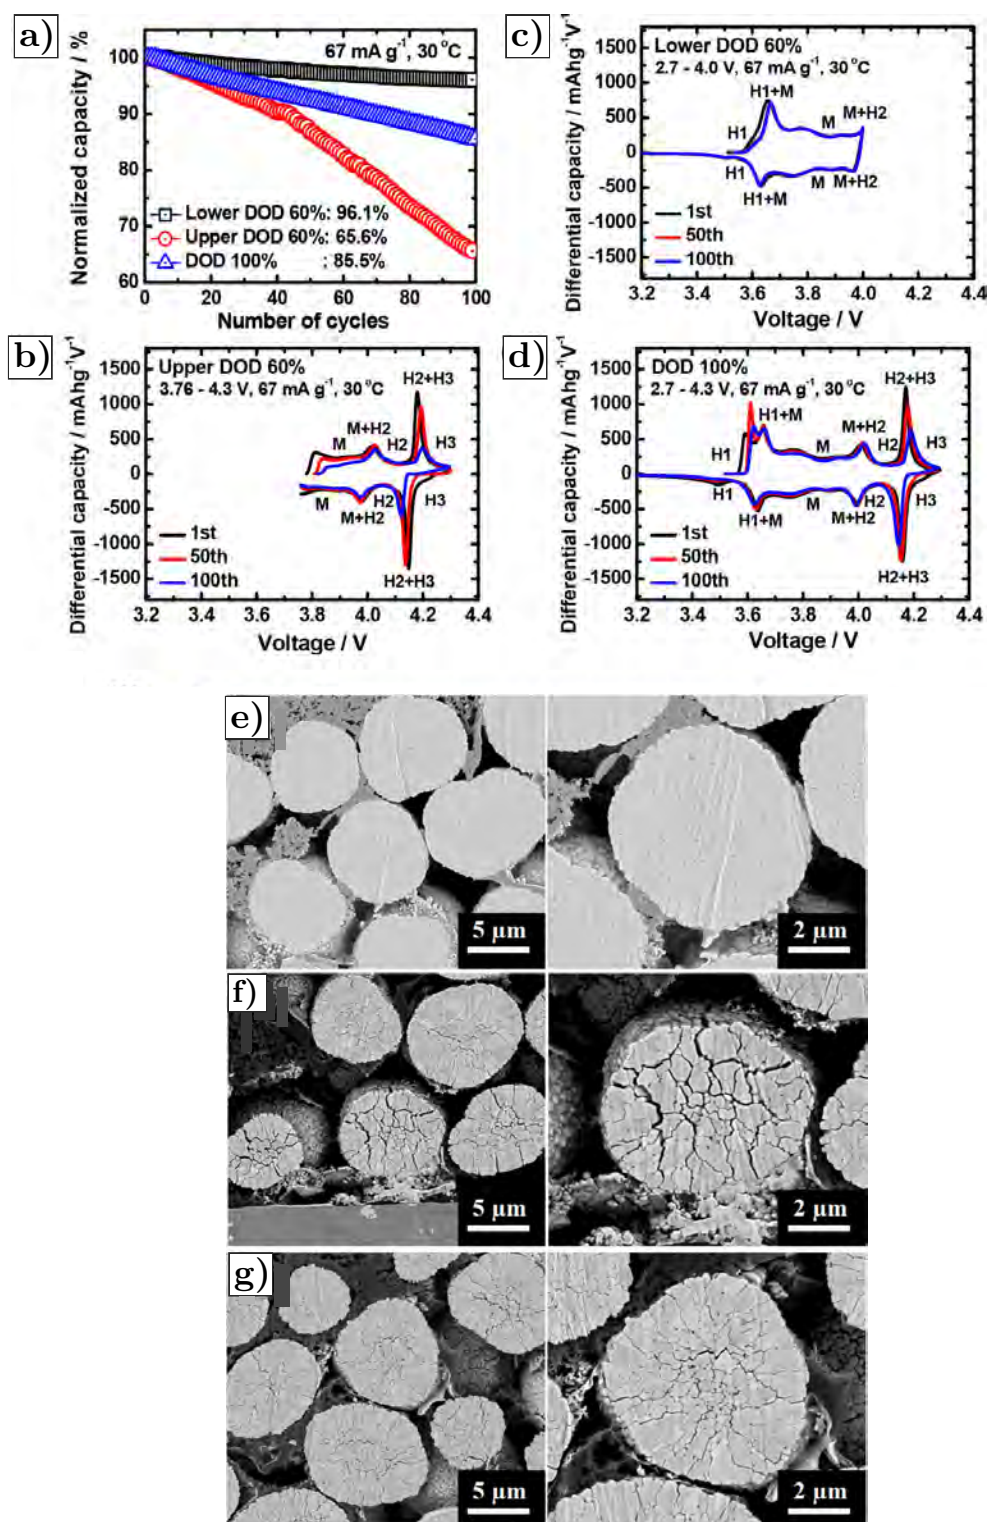 a)
67 mA g⁻¹, 30 °C
100
90
80
70
60
Normalized capacity / %
Lower DOD 60%: 96.1%
Upper DOD 60%: 65.6%
DOD 100% : 85.5%
0 20 40 60 80 100
Number of cycles
c)
Lower DOD 60%
2.7 - 4.0 V, 67 mA g⁻¹, 30 °C
1500
1000
500
0
-500
-1000
-1500
Differential capacity / mAhg⁻¹V⁻¹
H1+M
H1
M
M+H2
H1
H1+M
M
M+H2
1st
50th
100th
3.2 3.4 3.6 3.8 4.0 4.2 4.4
Voltage / V
b)
Upper DOD 60%
3.76 - 4.3 V, 67 mA g⁻¹, 30 °C
1500
1000
500
0
-500
-1000
-1500
Differential capacity / mAhg⁻¹V⁻¹
H2+H3
M+H2
M
H2
H3
M
M+H2
H2
H3
H2+H3
1st
50th
100th
3.2 3.4 3.6 3.8 4.0 4.2 4.4
Voltage / V
d)
DOD 100%
2.7 - 4.3 V, 67 mA g⁻¹, 30 °C
1500
1000
500
0
-500
-1000
-1500
Differential capacity / mAhg⁻¹V⁻¹
H2+H3
H1+M
H1
M
M+H2
H2
H3
H1
H1+M
M
M+H2
H2
H3
H2+H3
1st
50th
100th
3.2 3.4 3.6 3.8 4.0 4.2 4.4
Voltage / V
e)
5 µm
2 µm
f)
5 µm
2 µm
g)
5 µm
2 µm